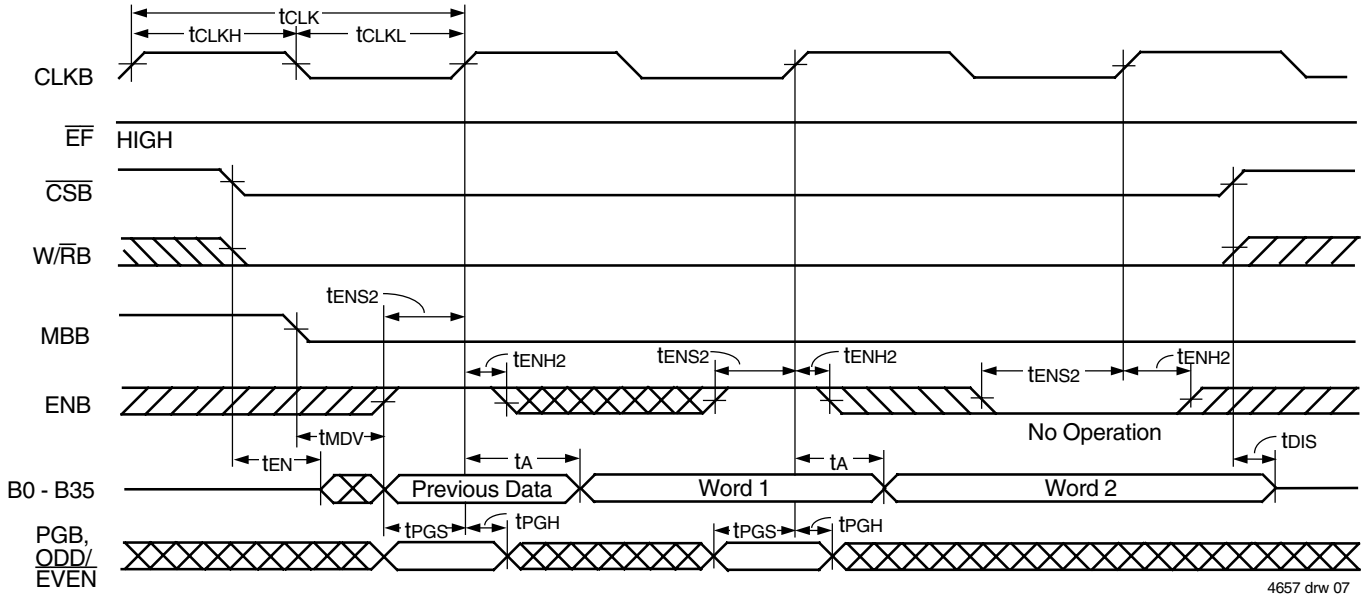 tCLK
tCLKH
tCLKL
CLKB
EF HIGH
CSB
W/RB
tENS2
MBB
tENH2
tENS2
tENH2
tENS2
tENH2
ENB
No Operation
tMDV
tEN
tA
tA
tDIS
B0 - B35
Previous Data
Word 1
Word 2
tPGS
tPGH
tPGS
tPGH
PGB,
ODD/
EVEN
4657 drw 07